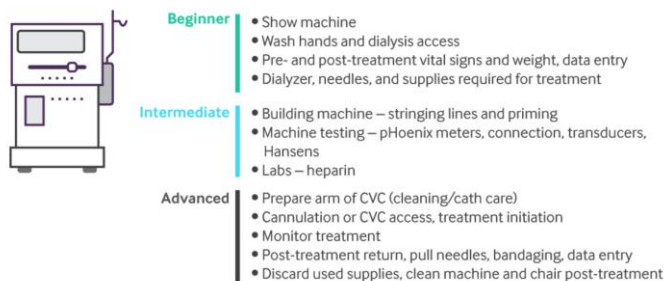 Beginner
• Show machine
• Wash hands and dialysis access
• Pre- and post-treatment vital signs and weight, data entry
• Dialyzer, needles, and supplies required for treatment
Intermediate
• Building machine – stringing lines and priming
• Machine testing – pHoenix meters, connection, transducers,
Hansens
• Labs – heparin
Advanced
• Prepare arm of CVC (cleaning/cath care)
• Cannulation or CVC access, treatment initiation
• Monitor treatment
• Post-treatment return, pull needles, bandaging, data entry
• Discard used supplies, clean machine and chair post-treatment